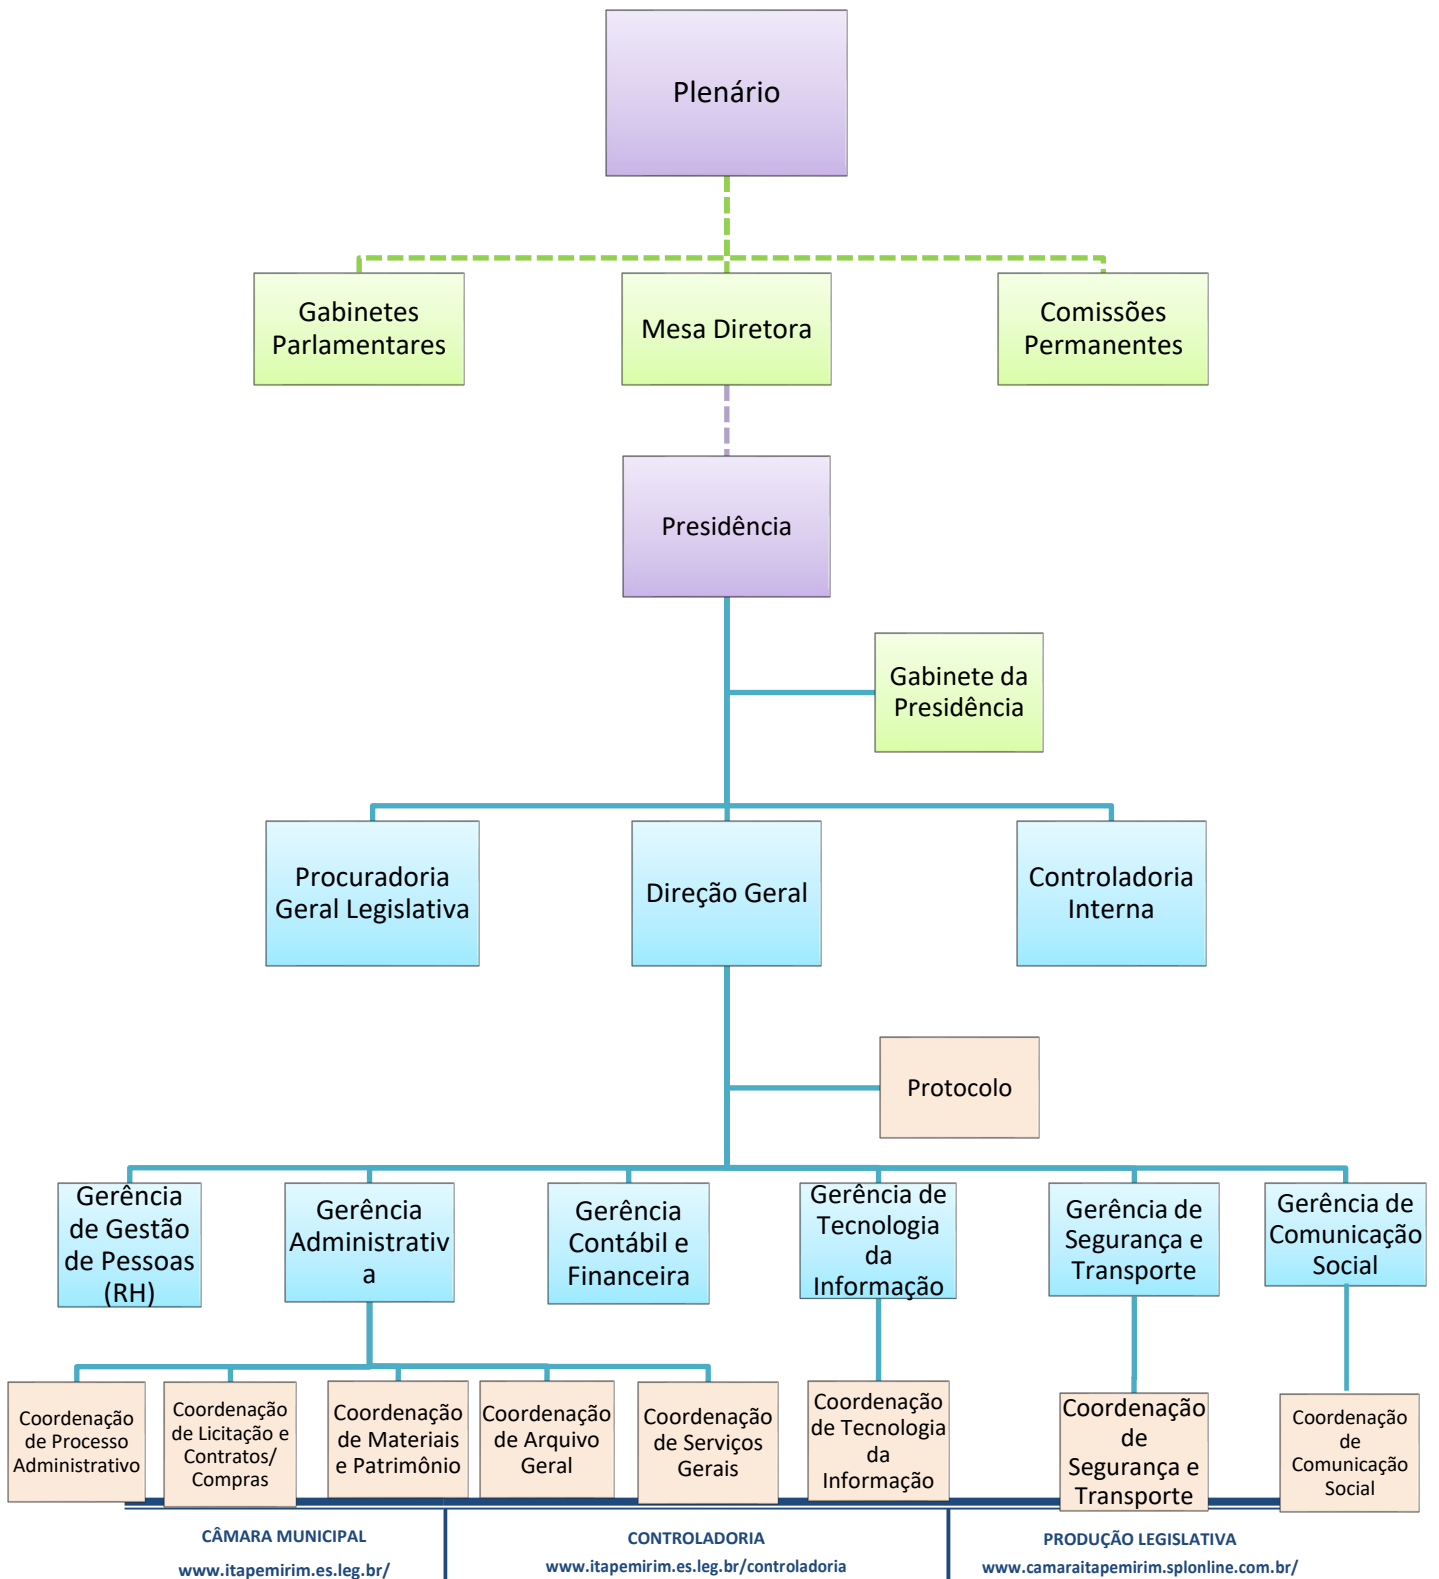 Plenário
Gabinetes
Parlamentares
Mesa Diretora
Comissões
Permanentes
Presidência
Gabinete da
Presidência
Procuradoria
Geral Legislativa
Direção Geral
Controladoria
Interna
Protocolo
Gerência
de Gestão
de Pessoas
(RH)
Gerência
Administrativ
a
Gerência
Contábil e
Financeira
Gerência de
Tecnologia
da
Informação
Gerência de
Segurança e
Transporte
Gerência de
Comunicação
Social
Coordenação
de Processo
Administrativo
Coordenação
de Licitação e
Contratos/
Compras
Coordenação
de Materiais
e Patrimônio
Coordenação
de Arquivo
Geral
Coordenação
de Serviços
Gerais
Coordenação
de Tecnologia
da
Informação
Coordenação
de
Segurança e
Transporte
Coordenação
de
Comunicação
Social
CÂMARA MUNICIPAL
www.itapemirim.es.leg.br/
CONTROLADORIA
www.itapemirim.es.leg.br/controladoria
PRODUÇÃO LEGISLATIVA
www.camaraitapemirim.splonline.com.br/